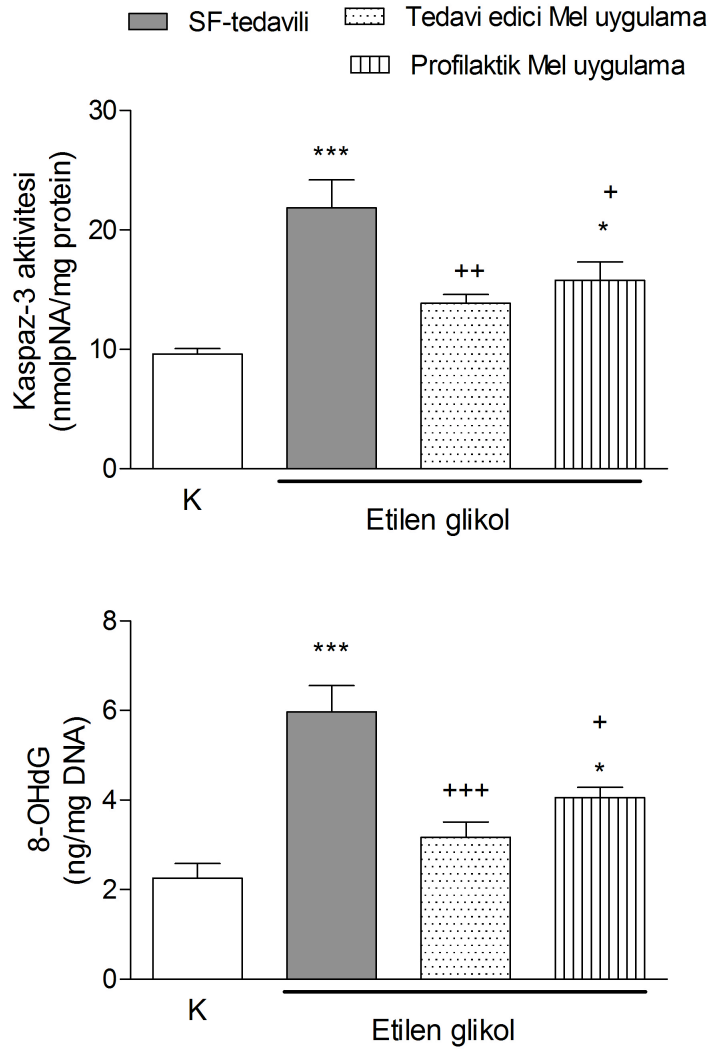 SF-tedavili
Tedavi edici Mel uygulama
Profilaktik Mel uygulama
Kaspaz-3 aktivitesi
(nmolpNA/mg protein)
30
20
10
0
***
++
+
*
K
Etilen glikol
8-OHdG
(ng/mg DNA)
8
6
4
2
0
***
+++
+
*
K
Etilen glikol